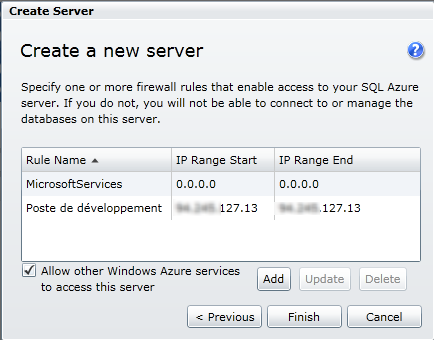 Create Server
Create a new server
?
Specify one or more firewall rules that enable access to your SQL Azure
server. If you do not, you will not be able to connect to or manage the
databases on this server.
Rule Name IP Range Start IP Range End
MicrosoftServices 0.0.0.0 0.0.0.0
Poste de développement .127.13 .127.13
Allow other Windows Azure services
to access this server
Add Update Delete
< Previous Finish Cancel